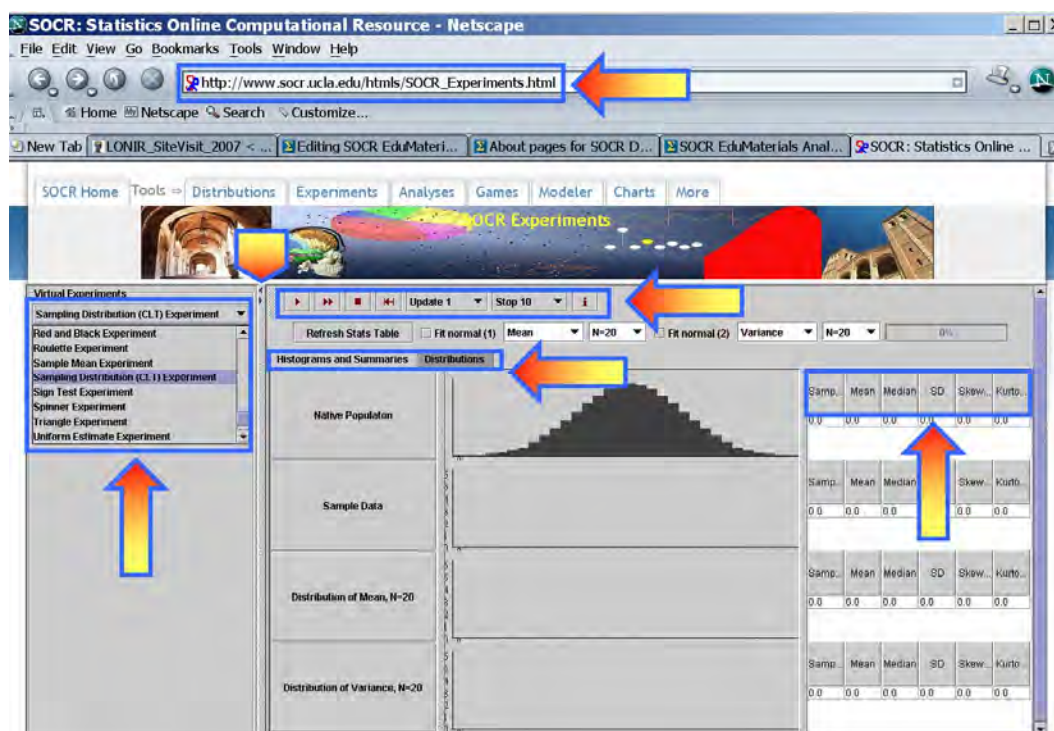 SOCR: Statistics Online Computational Resource - Netscape
File Edit View Go Bookmarks Tools Window Help
http://www.socr.ucla.edu/htmls/SOCR_Experiments.html
Home Netscape Search Customize...
New Tab LONIR_SiteVisit_2007 < ... Editing SOCR EduMateri... About pages for SOCR D... SOCR EduMaterials Anal... SOCR: Statistics Online ...
SOCR Home Tools ⇒ Distributions Experiments Analyses Games Modeler Charts More
SOCR Experiments
Virtual Experiments
Sampling Distribution (CLT) Experiment
Red and Black Experiment
Roulette Experiment
Sample Mean Experiment
Sampling Distribution (CLT) Experiment
Sign Test Experiment
Spinner Experiment
Triangle Experiment
Uniform Estimate Experiment
Update 1 Stop 10 i
Refresh Stats Table Fit normal (1) Mean N=20 Fit normal (2) Variance N=20 0%
Histograms and Summaries Distributions
Native Populaton
Samp... Mean Median SD Skew... Kurto...
0.0 0.0 0.0 0.0 0.0 0.0
Sample Data
Samp... Mean Median Skew... Kurto...
0.0 0.0 0.0 0.0 0.0
Distribution of Mean, N=20
Samp... Mean Median SD Skew... Kurto...
0.0 0.0 0.0 0.0 0.0 0.0
Distribution of Variance, N=20
Samp... Mean Median SD Skew... Kurto...
0.0 0.0 0.0 0.0 0.0 0.0